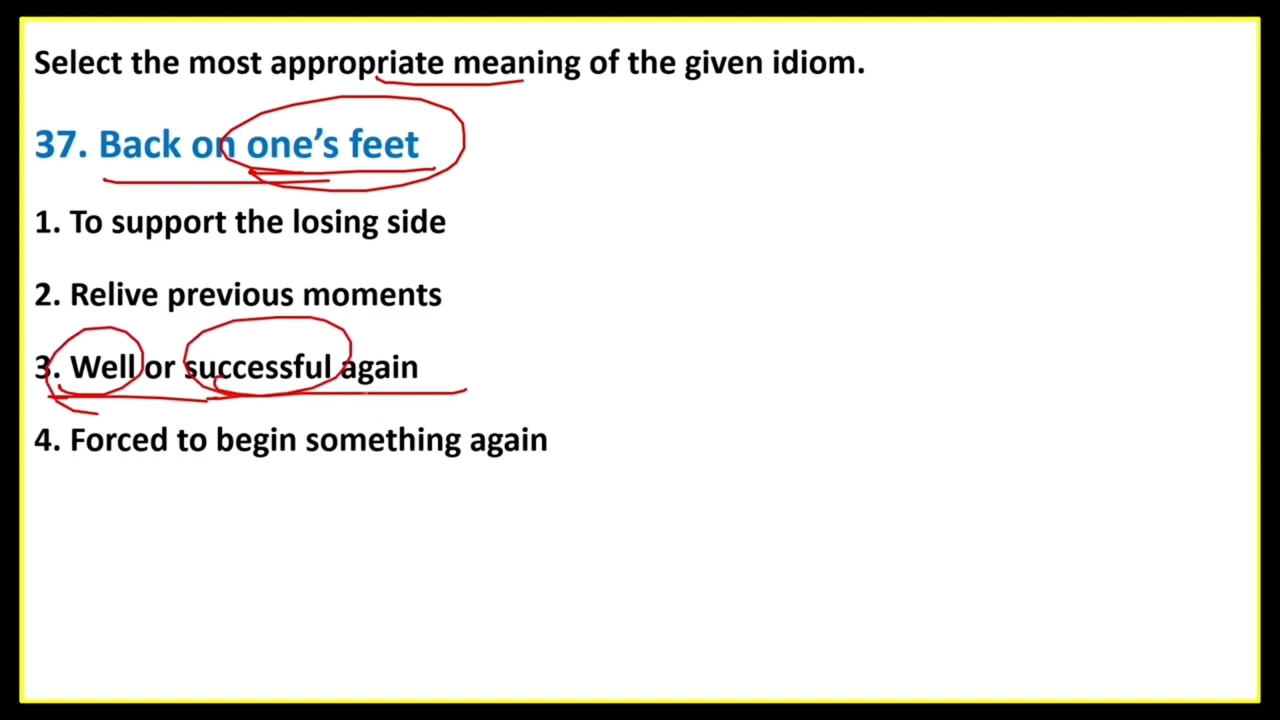 Select the most appropriate meaning of the given idiom.
37. Back on one’s feet
1. To support the losing side
2. Relive previous moments
3. Well or successful again
4. Forced to begin something again